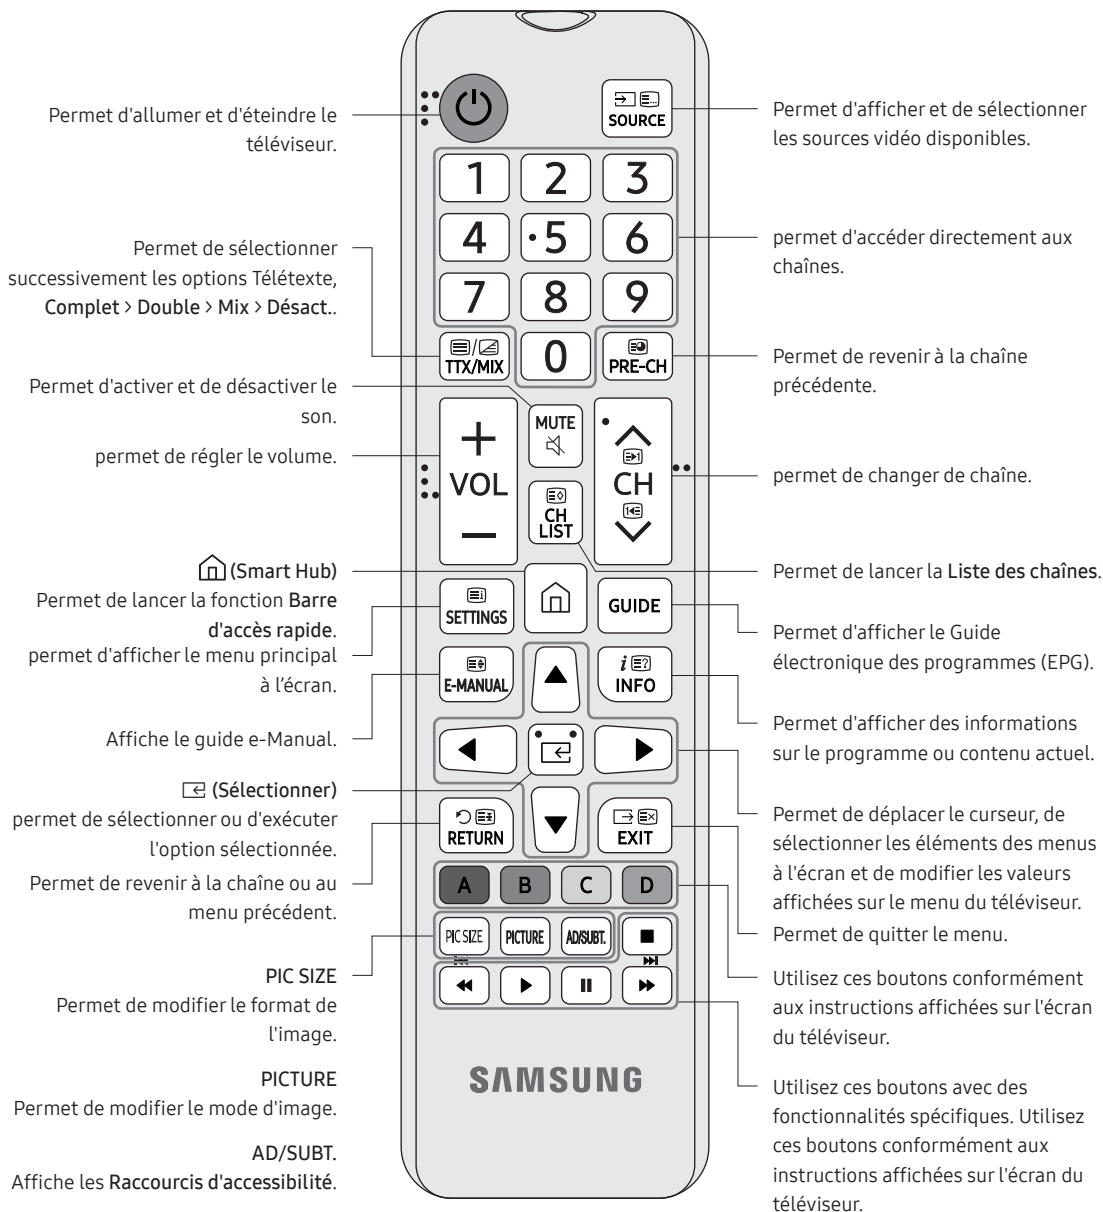 Permet d'allumer et d'éteindre le
téléviseur.
Permet de sélectionner
successivement les options Télétexte,
Complet > Double > Mix > Désact..
Permet d'activer et de désactiver le
son.
permet de régler le volume.
(Smart Hub)
Permet de lancer la fonction Barre
d'accès rapide.
permet d'afficher le menu principal
à l'écran.
Affiche le guide e-Manual.
(Sélectionner)
permet de sélectionner ou d'exécuter
l'option sélectionnée.
Permet de revenir à la chaîne ou au
menu précédent.
PIC SIZE
Permet de modifier le format de
l'image.
PICTURE
Permet de modifier le mode d'image.
AD/SUBT.
Affiche les Raccourcis d'accessibilité.
SOURCE
1 2 3
4 5 6
7 8 9
TTX/MIX 0 PRE-CH
MUTE
VOL
CH
CH
LIST
SETTINGS
GUIDE
E-MANUAL
i
INFO
RETURN
EXIT
A B C D
PIC SIZE PICTURE AD/SUBT.
SAMSUNG
Permet d'afficher et de sélectionner
les sources vidéo disponibles.
permet d'accéder directement aux
chaînes.
Permet de revenir à la chaîne
précédente.
permet de changer de chaîne.
Permet de lancer la Liste des chaînes.
Permet d'afficher le Guide
électronique des programmes (EPG).
Permet d'afficher des informations
sur le programme ou contenu actuel.
Permet de déplacer le curseur, de
sélectionner les éléments des menus
à l'écran et de modifier les valeurs
affichées sur le menu du téléviseur.
Permet de quitter le menu.
Utilisez ces boutons conformément
aux instructions affichées sur l'écran
du téléviseur.
Utilisez ces boutons avec des
fonctionnalités spécifiques. Utilisez
ces boutons conformément aux
instructions affichées sur l'écran du
téléviseur.